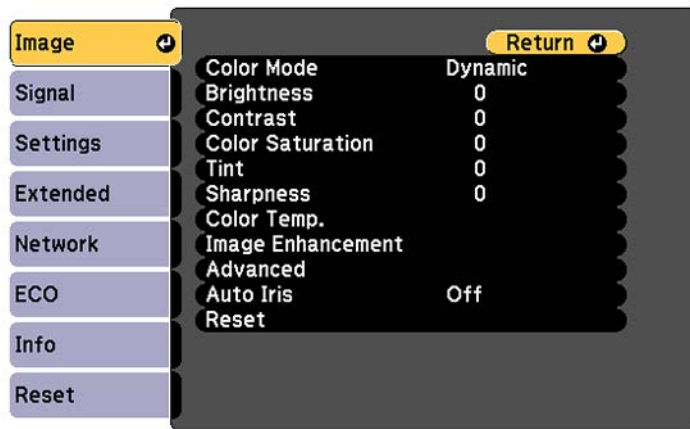 Image
Signal
Settings
Extended
Network
ECO
Info
Reset
Return
Color Mode Dynamic
Brightness 0
Contrast 0
Color Saturation 0
Tint 0
Sharpness 0
Color Temp.
Image Enhancement
Advanced
Auto Iris Off
Reset